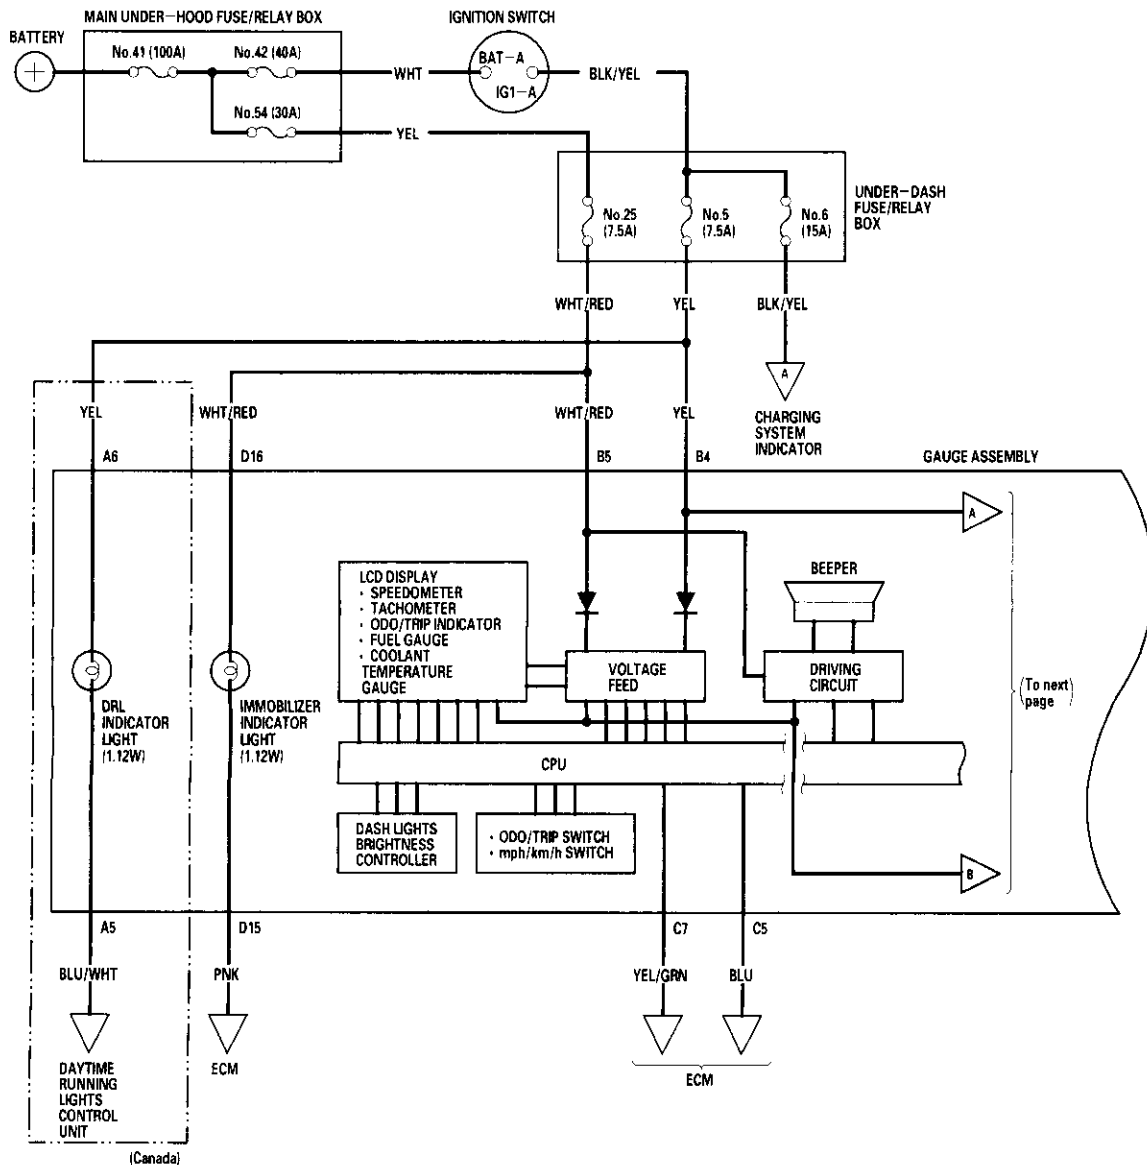 MAIN UNDER-HOOD FUSE/RELAY BOX
IGNITION SWITCH
BATTERY
No.41 (100A)
No.42 (40A)
BAT-A
WHT
BLK/YEL
IG1-A
No.54 (30A)
YEL
No.25
(7.5A)
No.5
(7.5A)
No.6
(15A)
UNDER-DASH
FUSE/RELAY
BOX
WHT/RED
YEL
BLK/YEL
A
CHARGING
SYSTEM
INDICATOR
YEL
WHT/RED
WHT/RED
YEL
A6
D16
B5
B4
GAUGE ASSEMBLY
A
LCD DISPLAY
· SPEEDOMETER
· TACHOMETER
· ODO/TRIP INDICATOR
· FUEL GAUGE
· COOLANT
TEMPERATURE
GAUGE
BEEPER
VOLTAGE
FEED
DRIVING
CIRCUIT
(To next
page)
DRL
INDICATOR
LIGHT
(1.12W)
IMMOBILIZER
INDICATOR
LIGHT
(1.12W)
CPU
DASH LIGHTS
BRIGHTNESS
CONTROLLER
· ODO/TRIP SWITCH
· mph/km/h SWITCH
B
A5
D15
C7
C5
BLU/WHT
PNK
YEL/GRN
BLU
DAYTIME
RUNNING
LIGHTS
CONTROL
UNIT
ECM
ECM
(Canada)